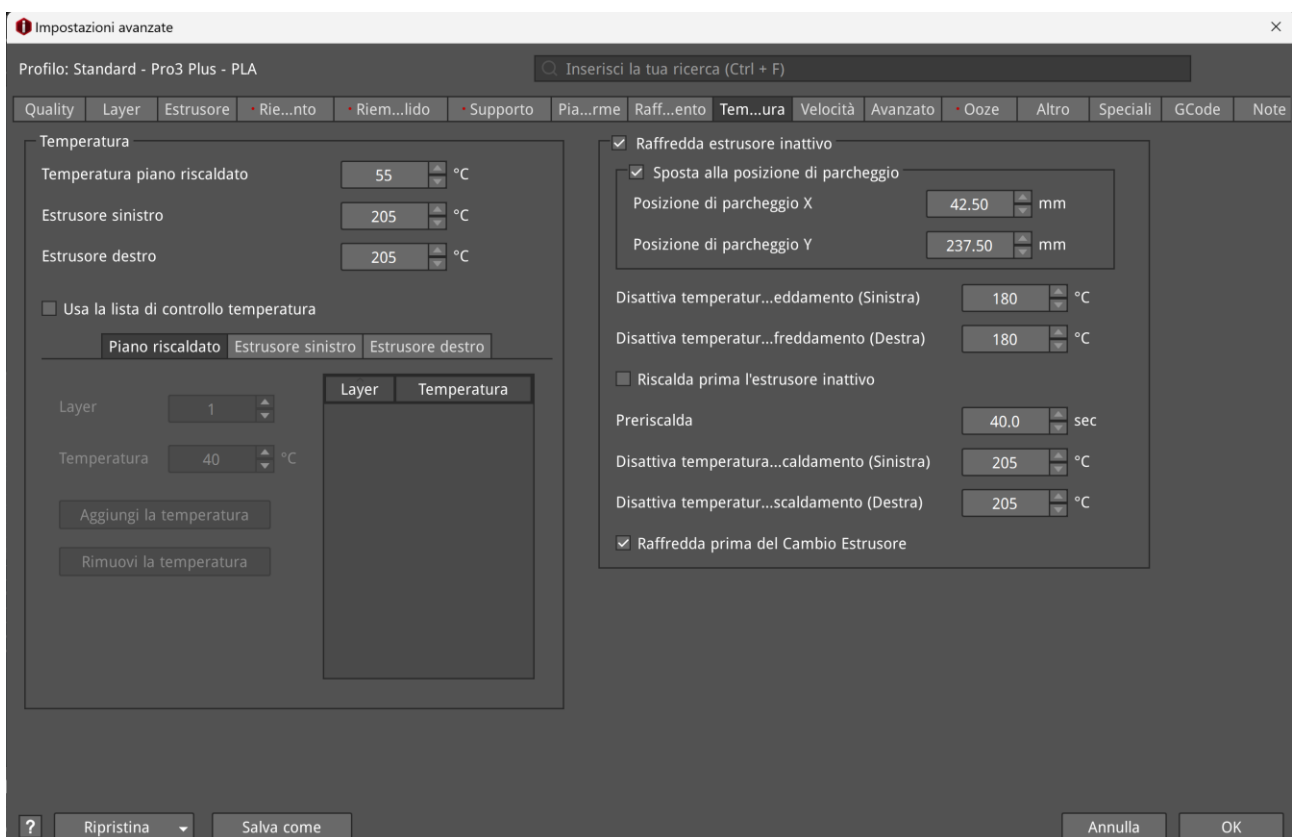 Impostazioni avanzate
Profilo: Standard - Pro3 Plus - PLA
Inserisci la tua ricerca (Ctrl + F)
Quality Layer Estrusore Rie...nto Riem...lido Supporto Pia...rme Raff...ento Tem...ura Velocità Avanzato Ooze Altro Speciali GCode Note
Temperatura
Temperatura piano riscaldato 55 °C
Estrusore sinistro 205 °C
Estrusore destro 205 °C
Usa la lista di controllo temperatura
Piano riscaldato Estrusore sinistro Estrusore destro
Layer 1
Temperatura 40 °C
Aggiungi la temperatura
Rimuovi la temperatura
Layer Temperatura
Raffredda estrusore inattivo
Sposta alla posizione di parcheggio
Posizione di parcheggio X 42.50 mm
Posizione di parcheggio Y 237.50 mm
Disattiva temperatur...eddamento (Sinistra) 180 °C
Disattiva temperatur...freddamento (Destra) 180 °C
Riscalda prima l'estrusore inattivo
Preriscalda 40.0 sec
Disattiva temperatura...caldamento (Sinistra) 205 °C
Disattiva temperatur...scaldamento (Destra) 205 °C
Raffredda prima del Cambio Estrusore
? Ripristina Salva come Annulla OK